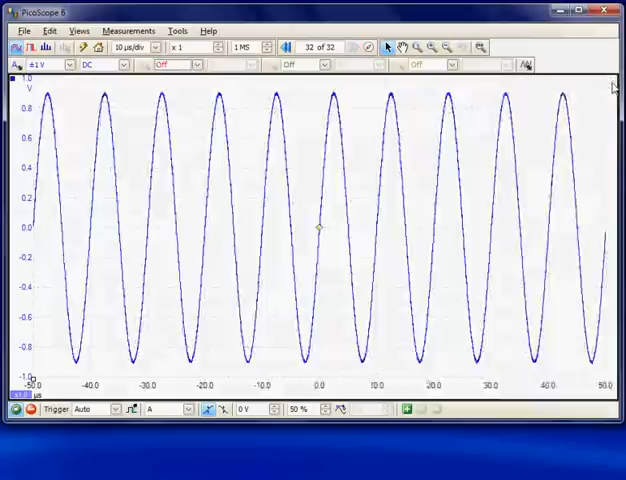 PicoScope 6
File Edit Views Measurements Tools Help
10 µs/div x 1 1 MS 32 of 32
A ±1 V DC Off Off Off
1.0
V
0.8
0.6
0.4
0.2
0.0
-0.2
-0.4
-0.6
-0.8
-1.0
-50.0 -40.0 -30.0 -20.0 -10.0 0.0 10.0 20.0 30.0 40.0 50.0
x1.0 µs
Trigger Auto A 0 V 50 %